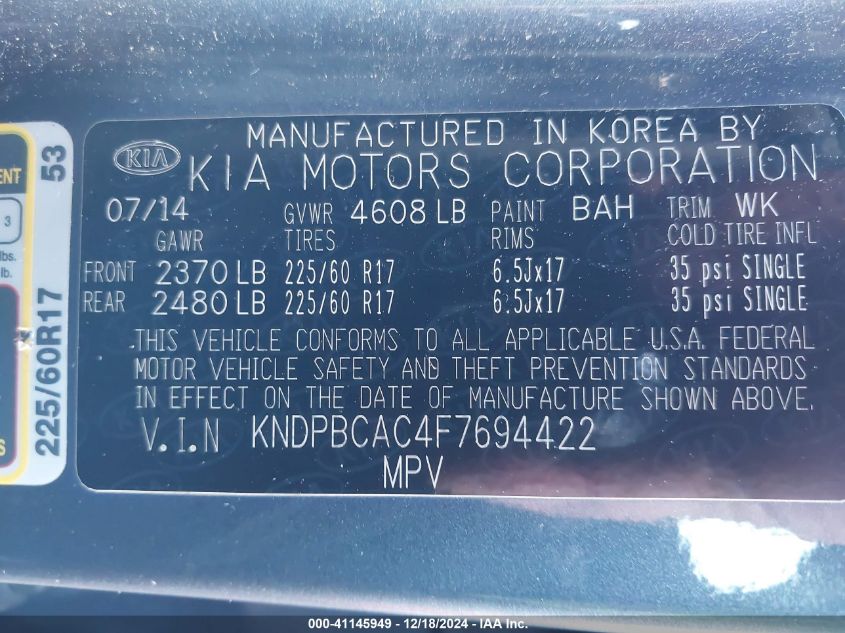 MANUFACTURED IN KOREA BY
KIA
KIA MOTORS CORPORATION
07/14 GVWR 4608 LB PAINT BAH TRIM WK
GAWR TIRES RIMS COLD TIRE INFL
FRONT 2370 LB 225/60 R17 6.5Jx17 35 psi SINGLE
REAR 2480 LB 225/60 R17 6.5Jx17 35 psi SINGLE
THIS VEHICLE CONFORMS TO ALL APPLICABLE U.S.A. FEDERAL
MOTOR VEHICLE SAFETY AND THEFT PREVENTION STANDARDS
IN EFFECT ON THE DATE OF MANUFACTURE SHOWN ABOVE.
V.I.N KNDPBCAC4F7694422
MPV
225/60R17 53
3
lbs.
lb.
000-41145949 - 12/18/2024 - IAA Inc.